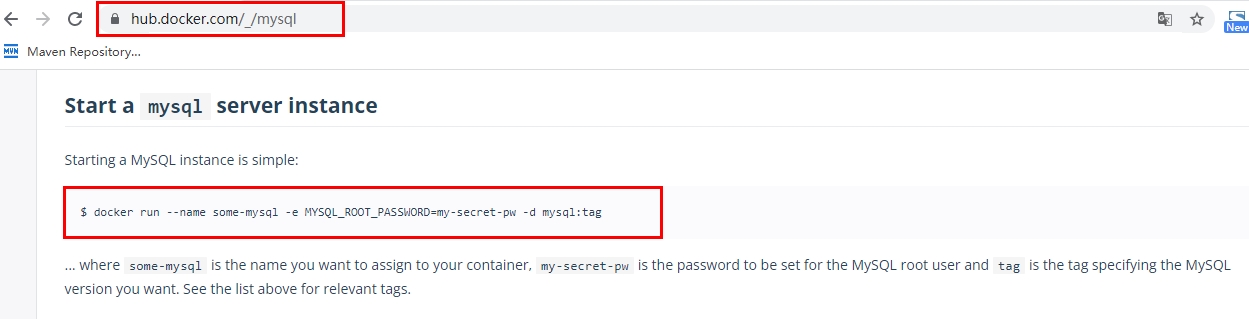 hub.docker.com/_/mysql
New
MVN Maven Repository...
Start a mysql server instance
Starting a MySQL instance is simple:
$ docker run --name some-mysql -e MYSQL_ROOT_PASSWORD=my-secret-pw -d mysql:tag
... where some-mysql is the name you want to assign to your container, my-secret-pw is the password to be set for the MySQL root user and tag is the tag specifying the MySQL
version you want. See the list above for relevant tags.